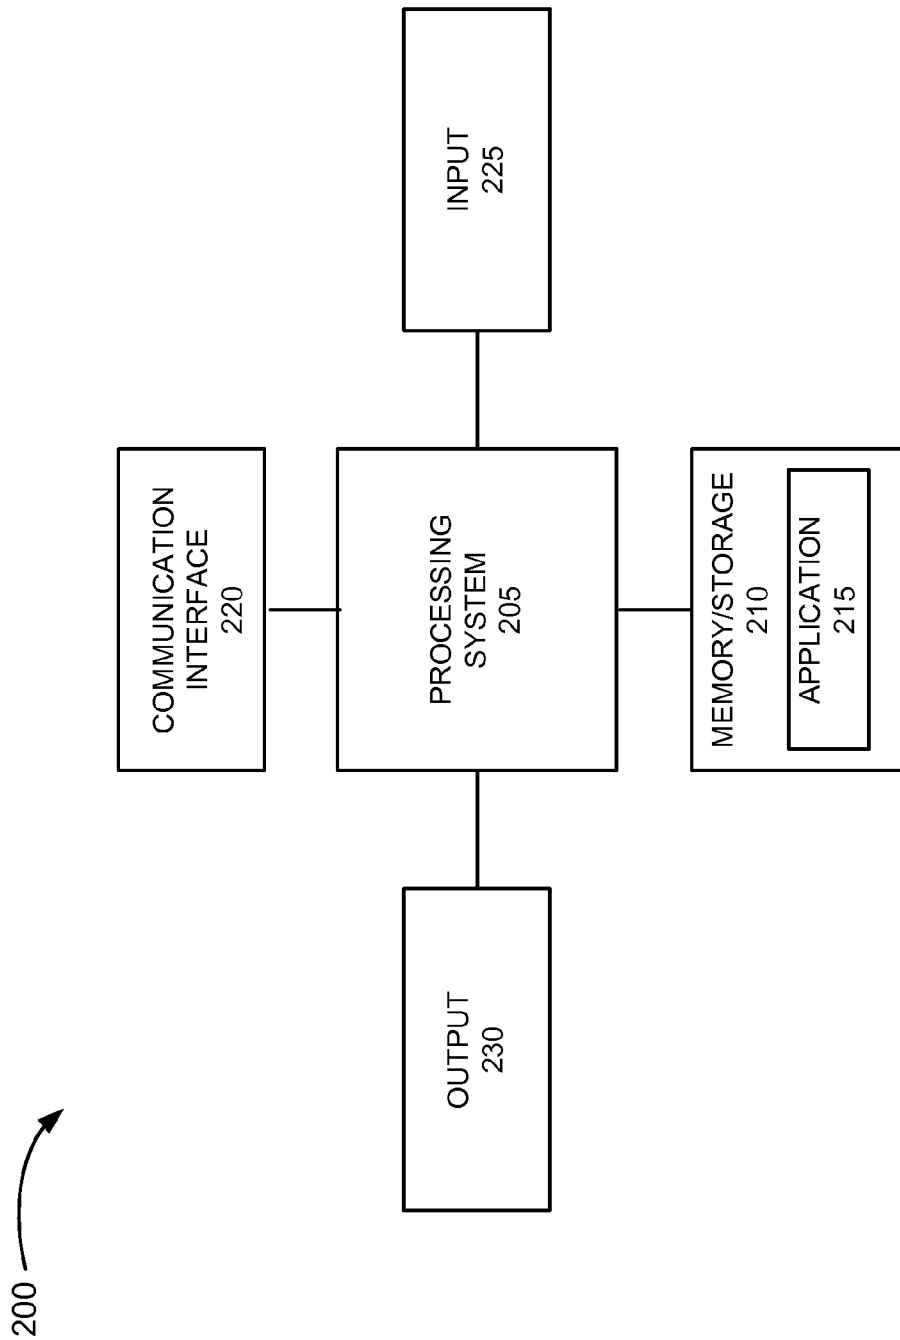 200
COMMUNICATION
INTERFACE
220
OUTPUT
230
PROCESSING
SYSTEM
205
INPUT
225
MEMORY/STORAGE
210
APPLICATION
215